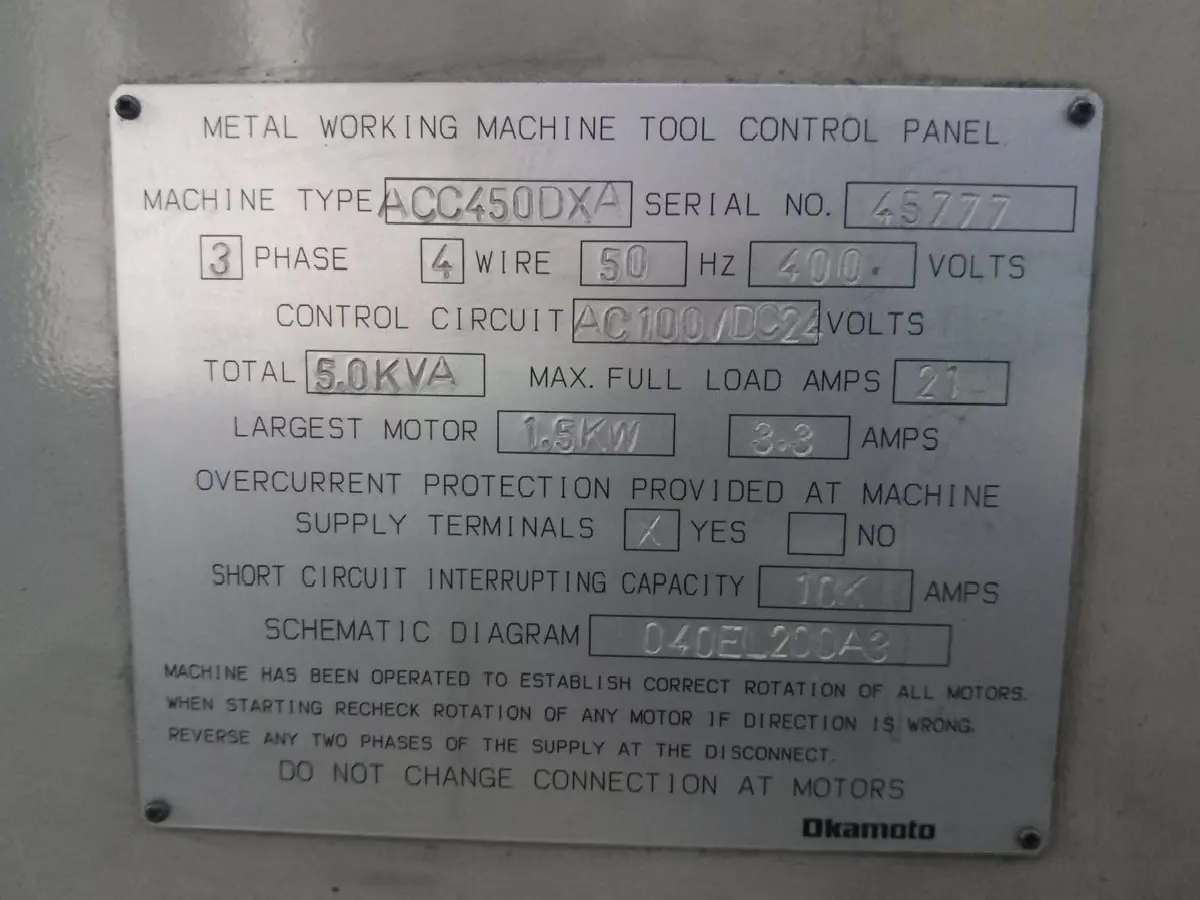 METAL WORKING MACHINE TOOL CONTROL PANEL
MACHINE TYPE ACC450DXA SERIAL NO. 45777
3 PHASE 4 WIRE 50 HZ 400. VOLTS
CONTROL CIRCUIT AC100/DC24 VOLTS
TOTAL 5.0KVA MAX. FULL LOAD AMPS 21
LARGEST MOTOR 1.5KW 3.3 AMPS
OVERCURRENT PROTECTION PROVIDED AT MACHINE
SUPPLY TERMINALS X YES NO
SHORT CIRCUIT INTERRUPTING CAPACITY 10K AMPS
SCHEMATIC DIAGRAM 040EL200A3
MACHINE HAS BEEN OPERATED TO ESTABLISH CORRECT ROTATION OF ALL MOTORS.
WHEN STARTING RECHECK ROTATION OF ANY MOTOR IF DIRECTION IS WRONG.
REVERSE ANY TWO PHASES OF THE SUPPLY AT THE DISCONNECT.
DO NOT CHANGE CONNECTION AT MOTORS
Okamoto